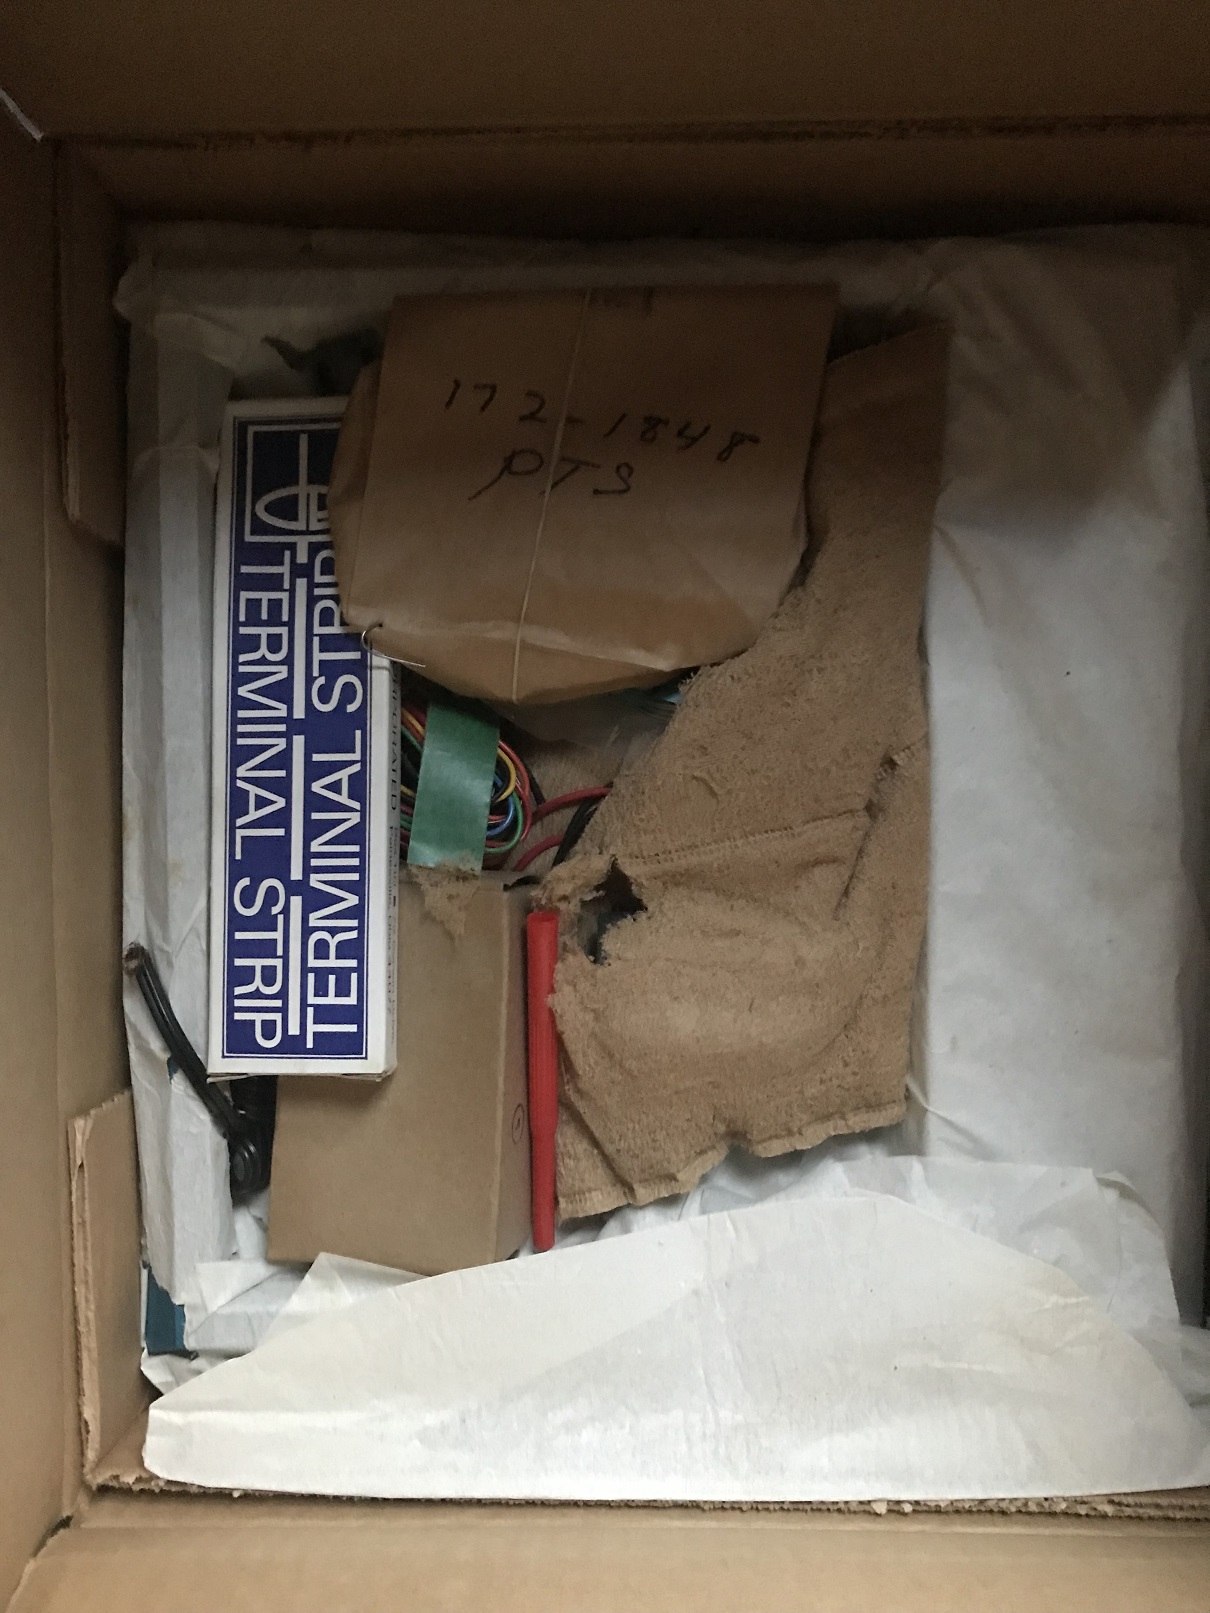 172-1848
PTS
TERMINAL STRIP
TERMINAL STRIP